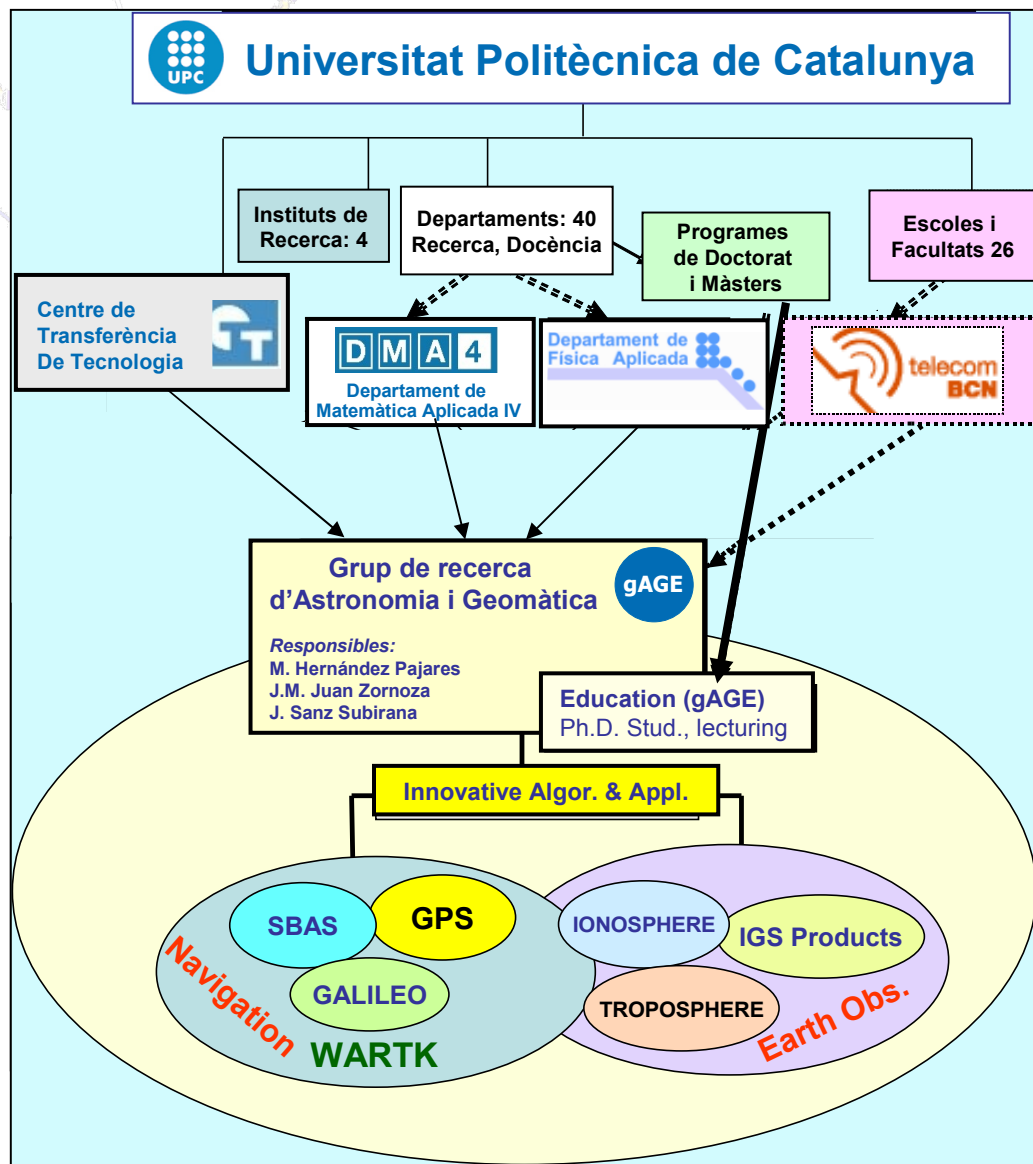 UPC
Universitat Politècnica de Catalunya
Instituts de
Recerca: 4
Departaments: 40
Recerca, Docència
Programes
de Doctorat
i Màsters
Escoles i
Facultats 26
Centre de
Transferència
De Tecnologia
CT
DMA4
Departament de
Matemàtica Aplicada IV
Departament de
Física Aplicada
telecom
BCN
Grup de recerca
d'Astronomia i Geomàtica
gAGE
Responsibles:
M. Hernández Pajares
J.M. Juan Zornoza
J. Sanz Subirana
Education (gAGE)
Ph.D. Stud., lecturing
Innovative Algor. & Appl.
SBAS
GPS
GALILEO
Navigation
WARTK
IONOSPHERE
IGS Products
TROPOSPHERE
Earth Obs.